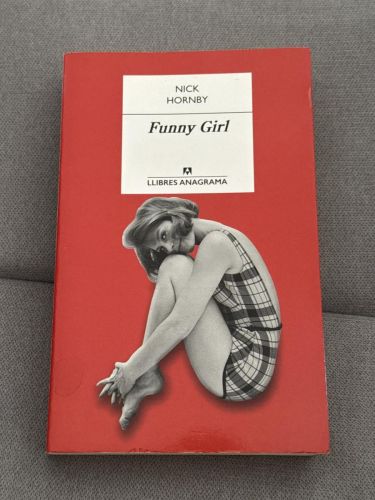 NICK
HORNBY
Funny Girl
LLIBRES ANAGRAMA